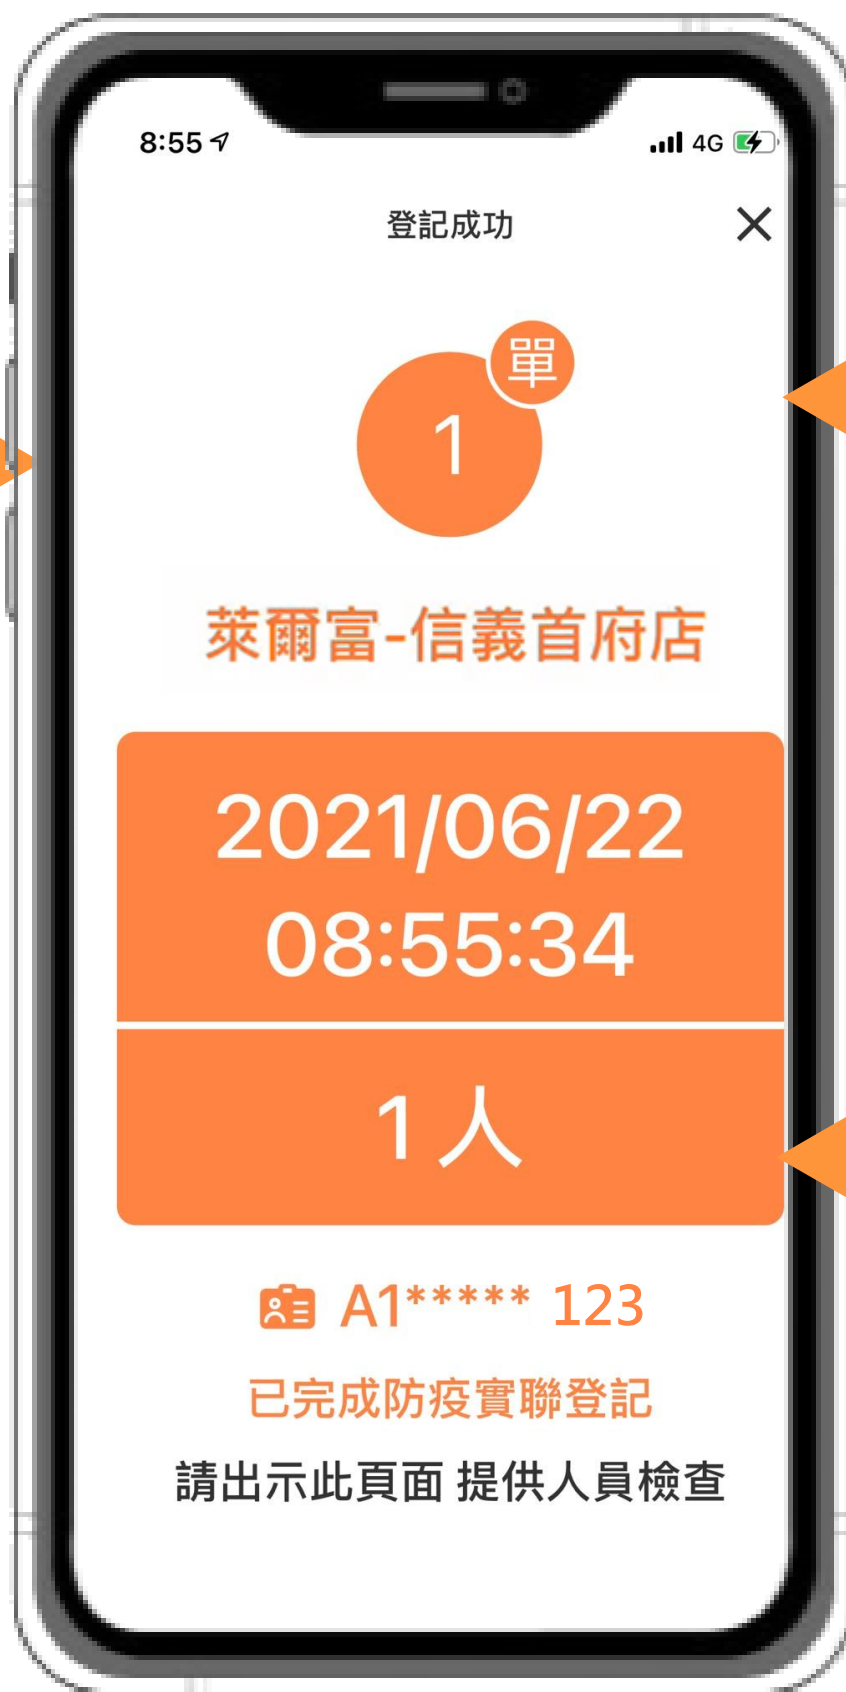 8:55
4G
登記成功
單
1
萊爾富-信義首府店
2021/06/22
08:55:34
1 人
A1***** 123
已完成防疫實聯登記
請出示此頁面 提供人員檢查